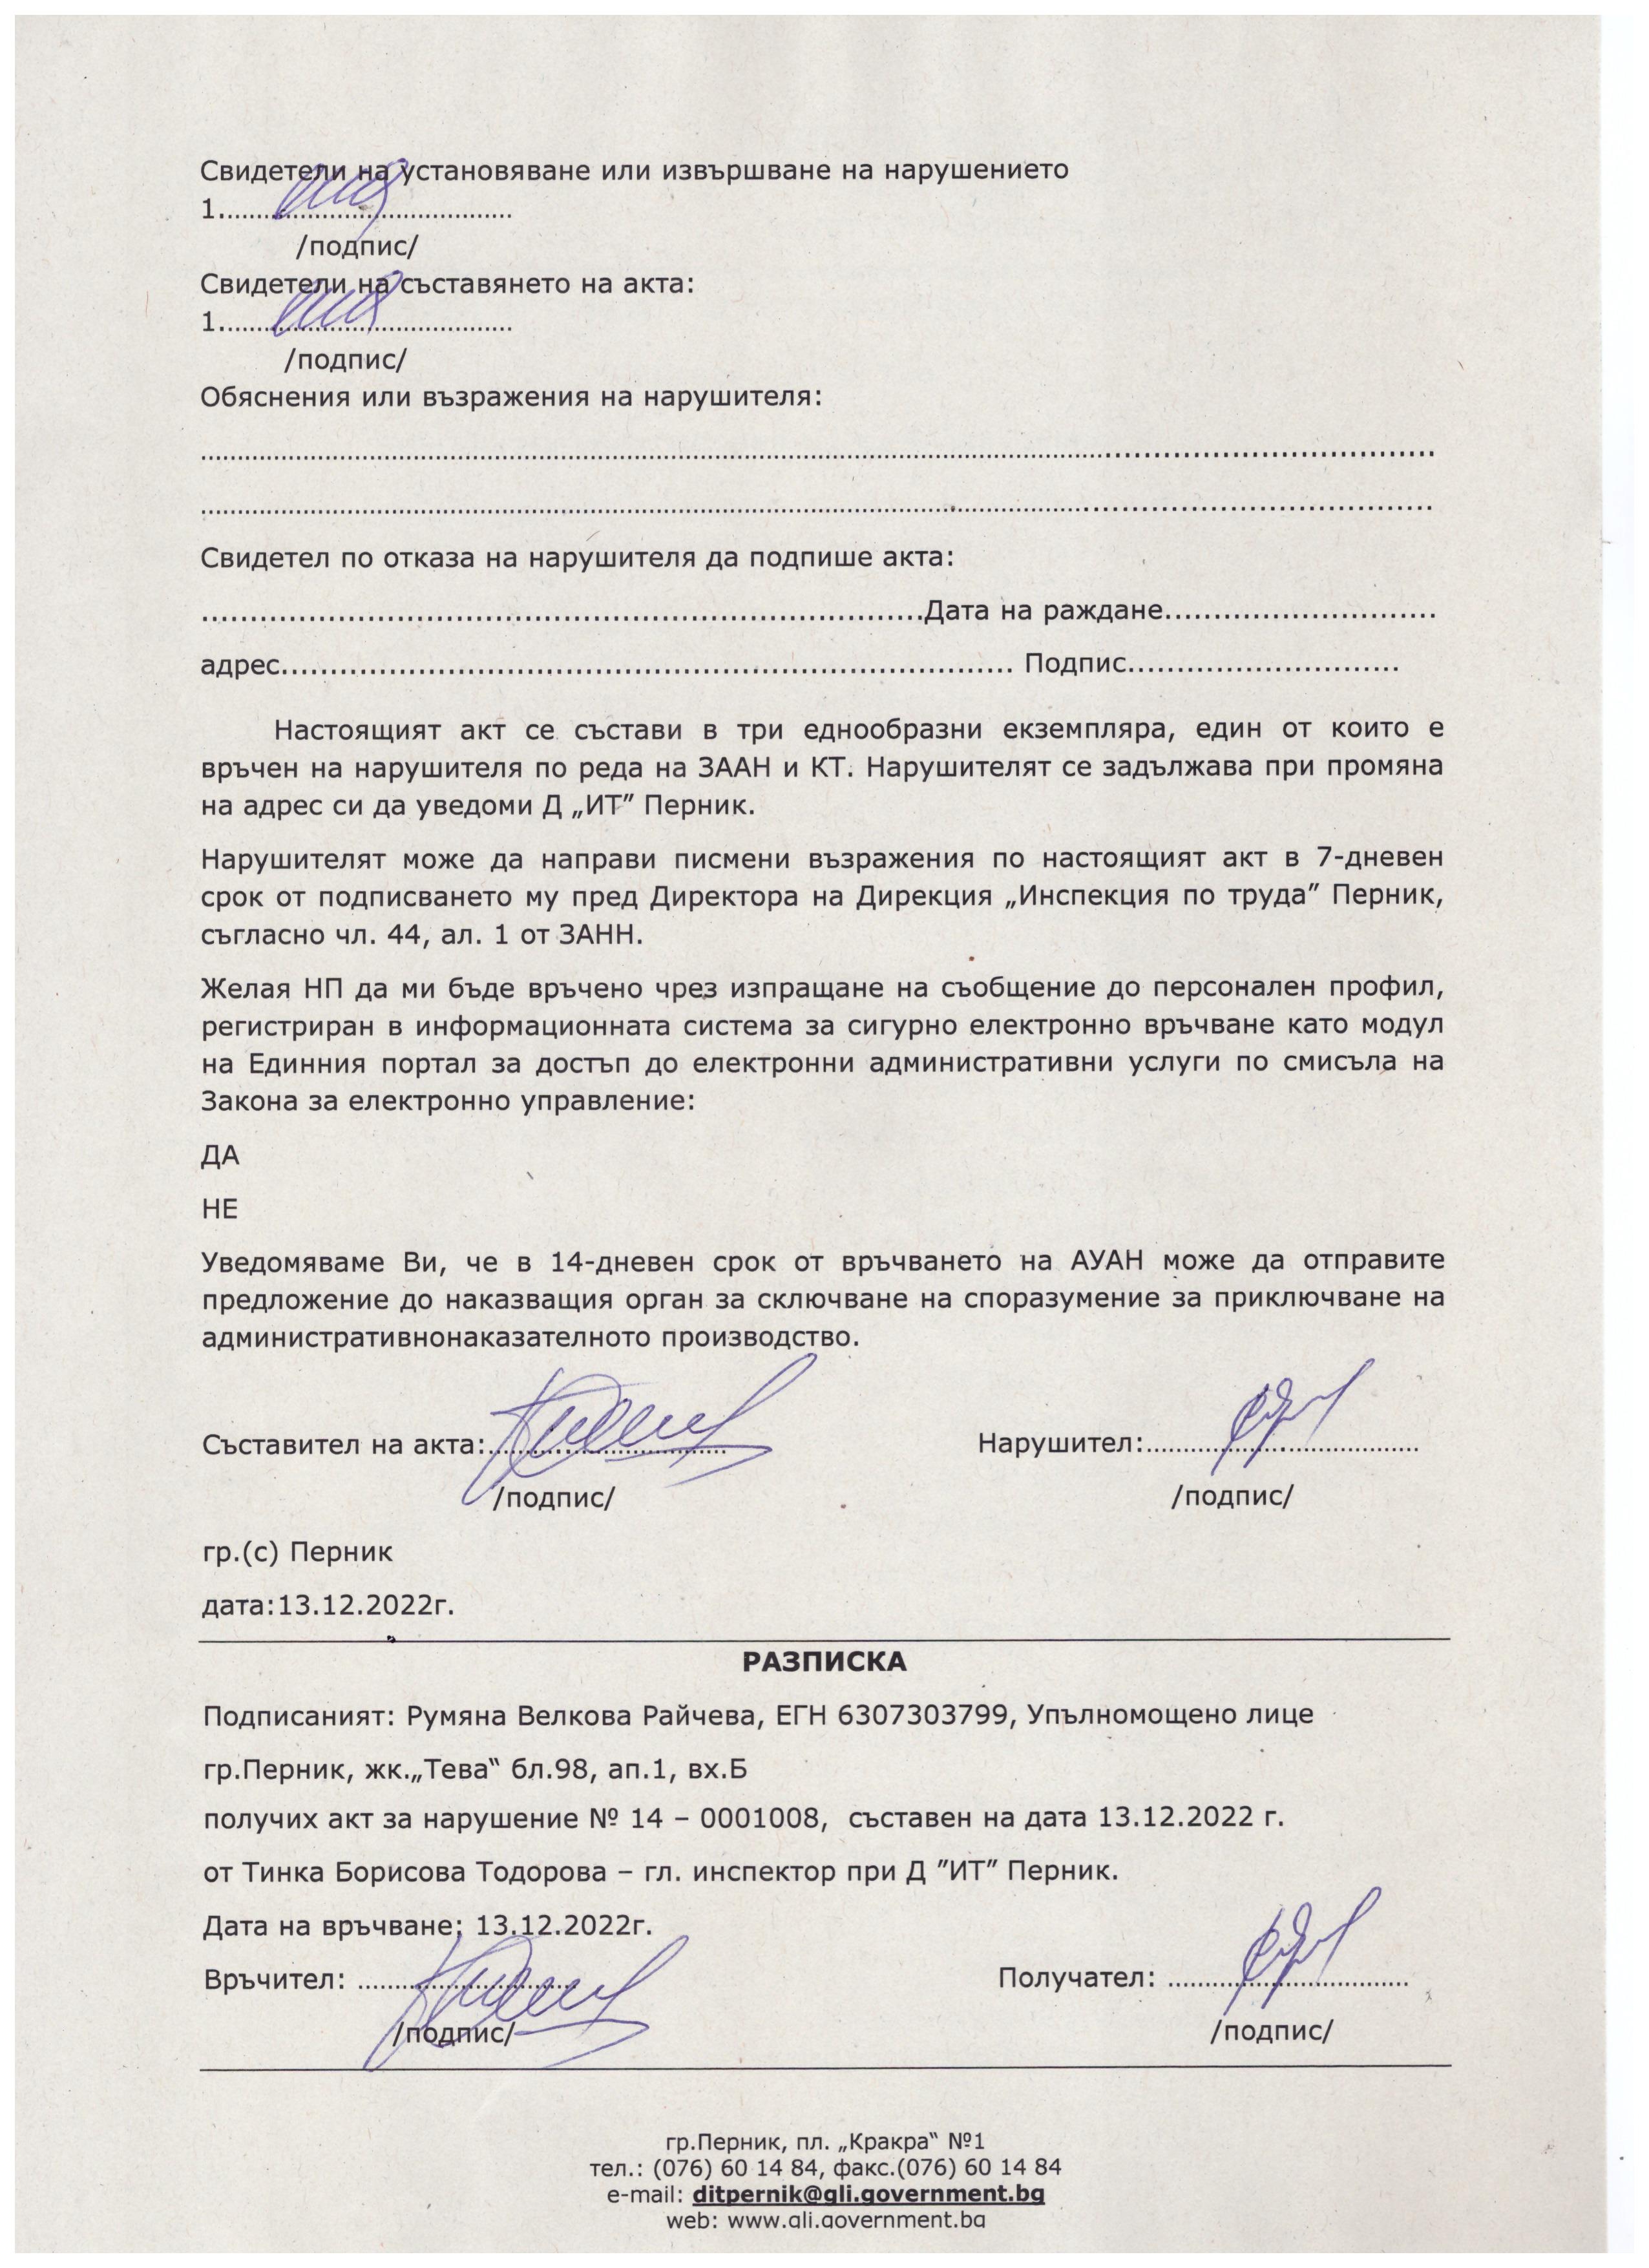 Свидетели на установяване или извършване на нарушението
1.......................................
/подпис/
Свидетели на съставянето на акта:
1.......................................
/подпис/
Обяснения или възражения на нарушителя:
................................................................................
................................................................................
Свидетел по отказа на нарушителя да подпише акта:
................................................................Дата на раждане...........................
адрес................................................................ Подпис...........................
Настоящият акт се състави в три еднообразни екземпляра, един от които е
връчен на нарушителя по реда на ЗААН и КТ. Нарушителят се задължава при промяна
на адрес си да уведоми Д „ИТ” Перник.
Нарушителят може да направи писмени възражения по настоящият акт в 7-дневен
срок от подписването му пред Директора на Дирекция „Инспекция по труда” Перник,
съгласно чл. 44, ал. 1 от ЗАНН.
Желая НП да ми бъде връчено чрез изпращане на съобщение до персонален профил,
регистриран в информационната система за сигурно електронно връчване като модул
на Единния портал за достъп до електронни административни услуги по смисъла на
Закона за електронно управление:
ДА
НЕ
Уведомяваме Ви, че в 14-дневен срок от връчването на АУАН може да отправите
предложение до наказващия орган за сключване на споразумение за приключване на
административнонаказателното производство.
Съставител на акта:............................... Нарушител:....................................
/подпис/ /подпис/
гр.(с) Перник
дата:13.12.2022г.
РАЗПИСКА
Подписаният: Румяна Велкова Райчева, ЕГН 6307303799, Упълномощено лице
гр.Перник, жк.„Тева“ бл.98, ап.1, вх.Б
получих акт за нарушение № 14 – 0001008, съставен на дата 13.12.2022 г.
от Тинка Борисова Тодорова – гл. инспектор при Д ”ИТ” Перник.
Дата на връчване: 13.12.2022г.
Връчител: ............................ Получател: ................................
/подпис/ /подпис/
гр.Перник, пл. „Кракра“ №1
тел.: (076) 60 14 84, факс.(076) 60 14 84
e-mail: ditpernik@gli.government.bg
web: www.gli.government.bg